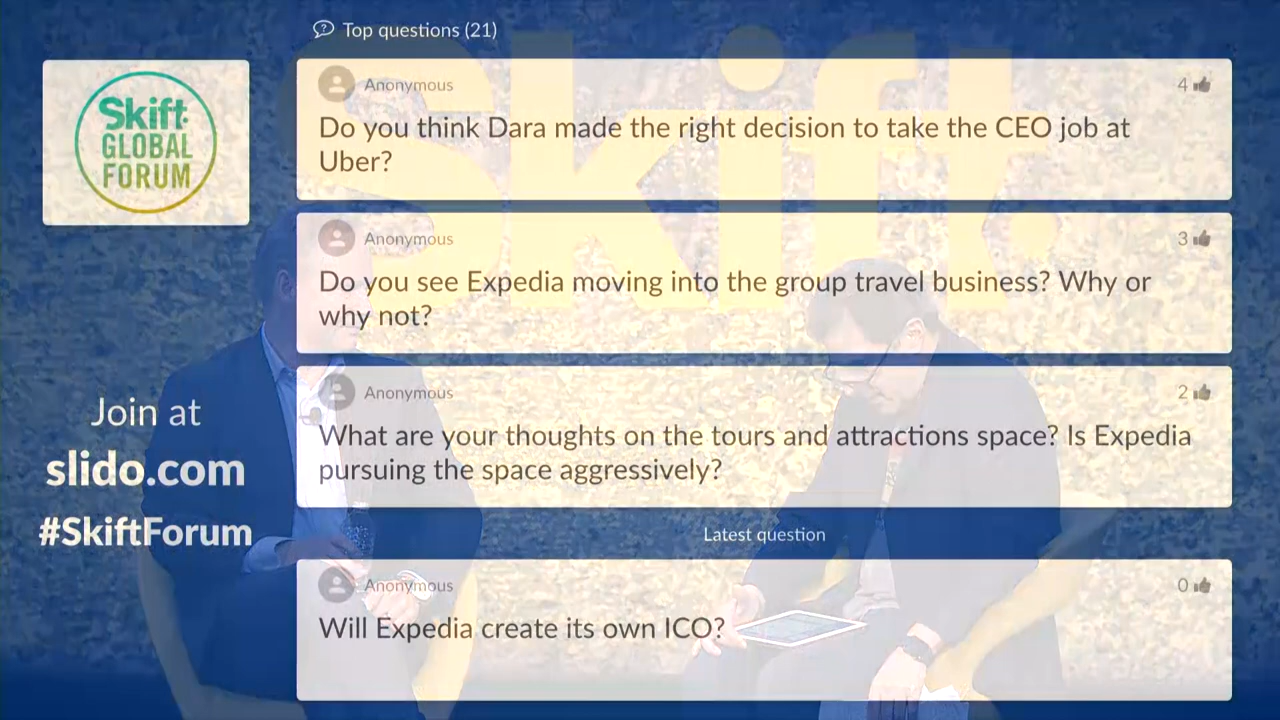 Top questions (21)
Skift
GLOBAL
FORUM
Anonymous
4
Do you think Dara made the right decision to take the CEO job at
Uber?
Anonymous
3
Do you see Expedia moving into the group travel business? Why or
why not?
Anonymous
2
What are your thoughts on the tours and attractions space? Is Expedia
pursuing the space aggressively?
Join at
slido.com
#SkiftForum
Latest question
Anonymous
0
Will Expedia create its own ICO?
Skift